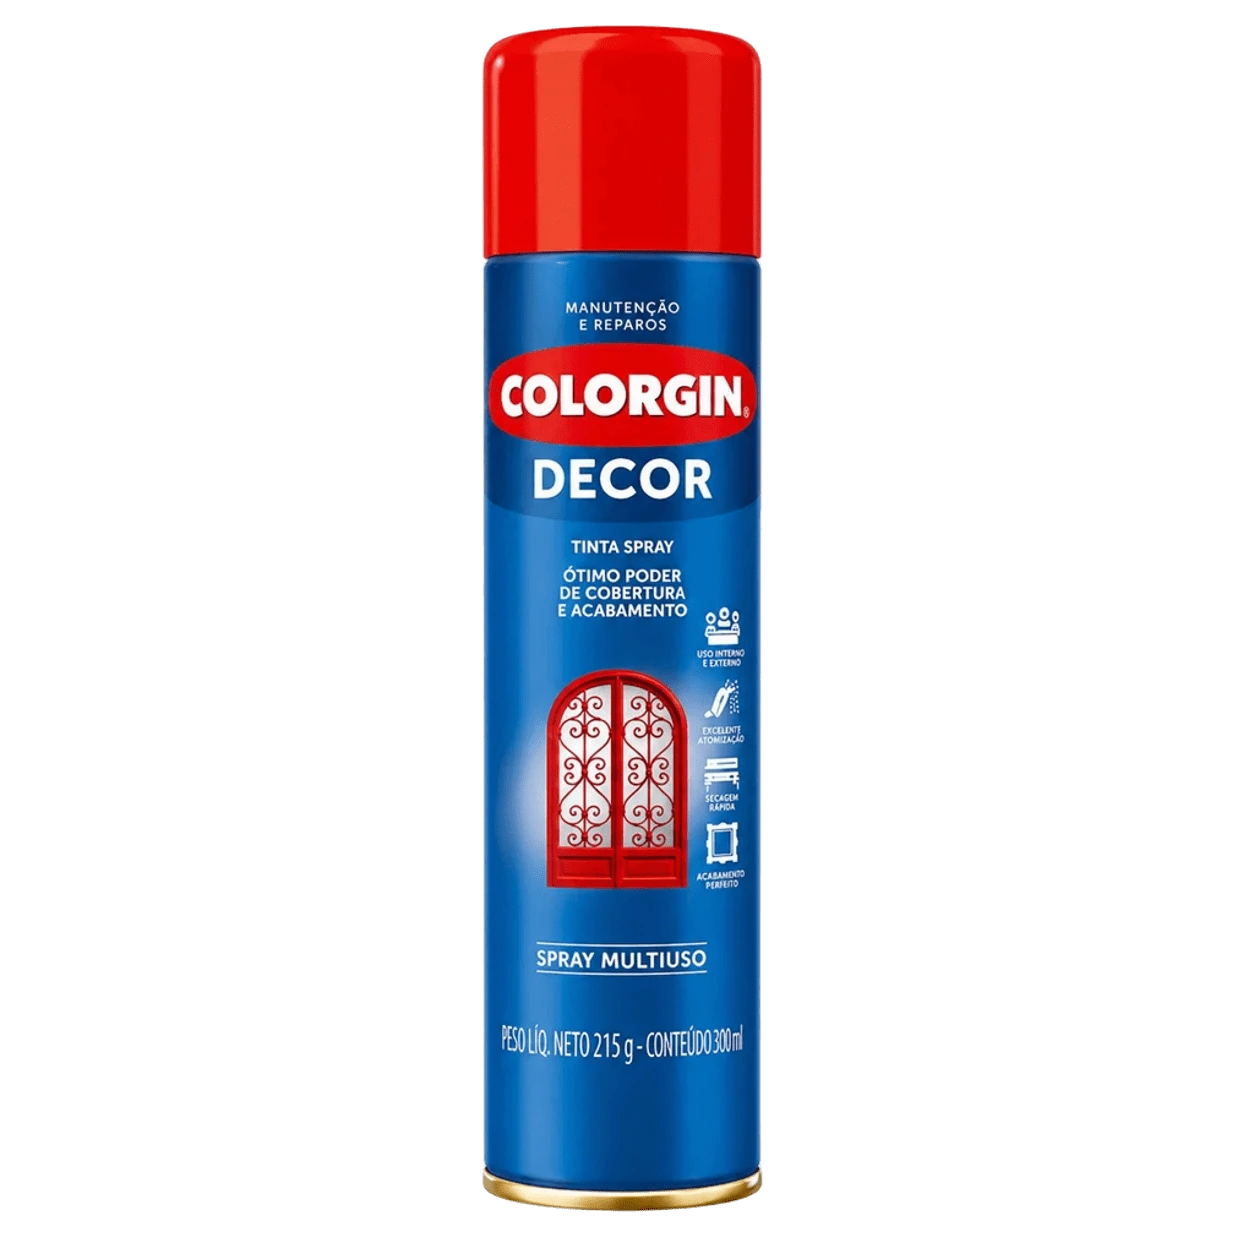 MANUTENÇÃO
E REPAROS
COLORGIN®
DECOR
TINTA SPRAY
ÓTIMO PODER
DE COBERTURA
E ACABAMENTO
USO INTERNO
E EXTERNO
EXCELENTE
ATOMIZAÇÃO
SECAGEM
RÁPIDA
ACABAMENTO
PERFEITO
SPRAY MULTIUSO
PESO LÍQ. NETO 215 g - CONTEÚDO 300 ml